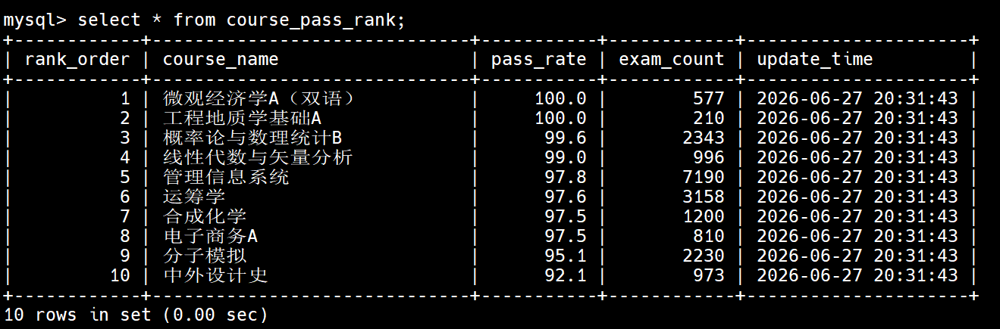 mysql> select * from course_pass_rank;
+------------+-------------------------------+-----------+------------+---------------------+
| rank_order | course_name | pass_rate | exam_count | update_time |
+------------+-------------------------------+-----------+------------+---------------------+
| 1 | 微观经济学A（双语） | 100.0 | 577 | 2026-06-27 20:31:43 |
| 2 | 工程地质学基础A | 100.0 | 210 | 2026-06-27 20:31:43 |
| 3 | 概率论与数理统计B | 99.6 | 2343 | 2026-06-27 20:31:43 |
| 4 | 线性代数与矢量分析 | 99.0 | 996 | 2026-06-27 20:31:43 |
| 5 | 管理信息系统 | 97.8 | 7190 | 2026-06-27 20:31:43 |
| 6 | 运筹学 | 97.6 | 3158 | 2026-06-27 20:31:43 |
| 7 | 合成化学 | 97.5 | 1200 | 2026-06-27 20:31:43 |
| 8 | 电子商务A | 97.5 | 810 | 2026-06-27 20:31:43 |
| 9 | 分子模拟 | 95.1 | 2230 | 2026-06-27 20:31:43 |
| 10 | 中外设计史 | 92.1 | 973 | 2026-06-27 20:31:43 |
+------------+-------------------------------+-----------+------------+---------------------+
10 rows in set (0.00 sec)